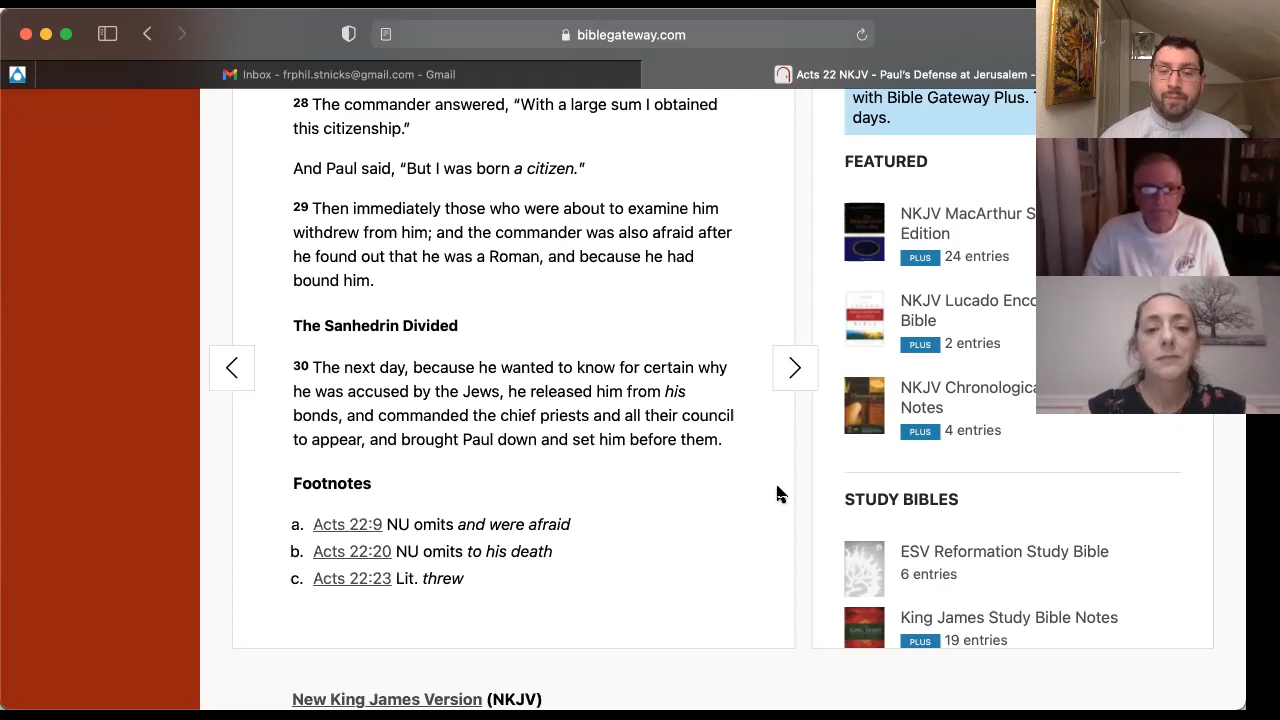 biblegateway.com
Inbox - frphil.stnicks@gmail.com - Gmail
Acts 22 NKJV - Paul's Defense at Jerusalem -
28 The commander answered, “With a large sum I obtained
this citizenship.”
And Paul said, “But I was born a citizen.”
29 Then immediately those who were about to examine him
withdrew from him; and the commander was also afraid after
he found out that he was a Roman, and because he had
bound him.
The Sanhedrin Divided
30 The next day, because he wanted to know for certain why
he was accused by the Jews, he released him from his
bonds, and commanded the chief priests and all their council
to appear, and brought Paul down and set him before them.
Footnotes
a. Acts 22:9 NU omits and were afraid
b. Acts 22:20 NU omits to his death
c. Acts 22:23 Lit. threw
New King James Version (NKJV)
with Bible Gateway Plus.
days.
FEATURED
NKJV MacArthur S
Edition
PLUS 24 entries
NKJV Lucado Enco
Bible
PLUS 2 entries
NKJV Chronologica
Notes
PLUS 4 entries
STUDY BIBLES
ESV Reformation Study Bible
6 entries
King James Study Bible Notes
PLUS 19 entries